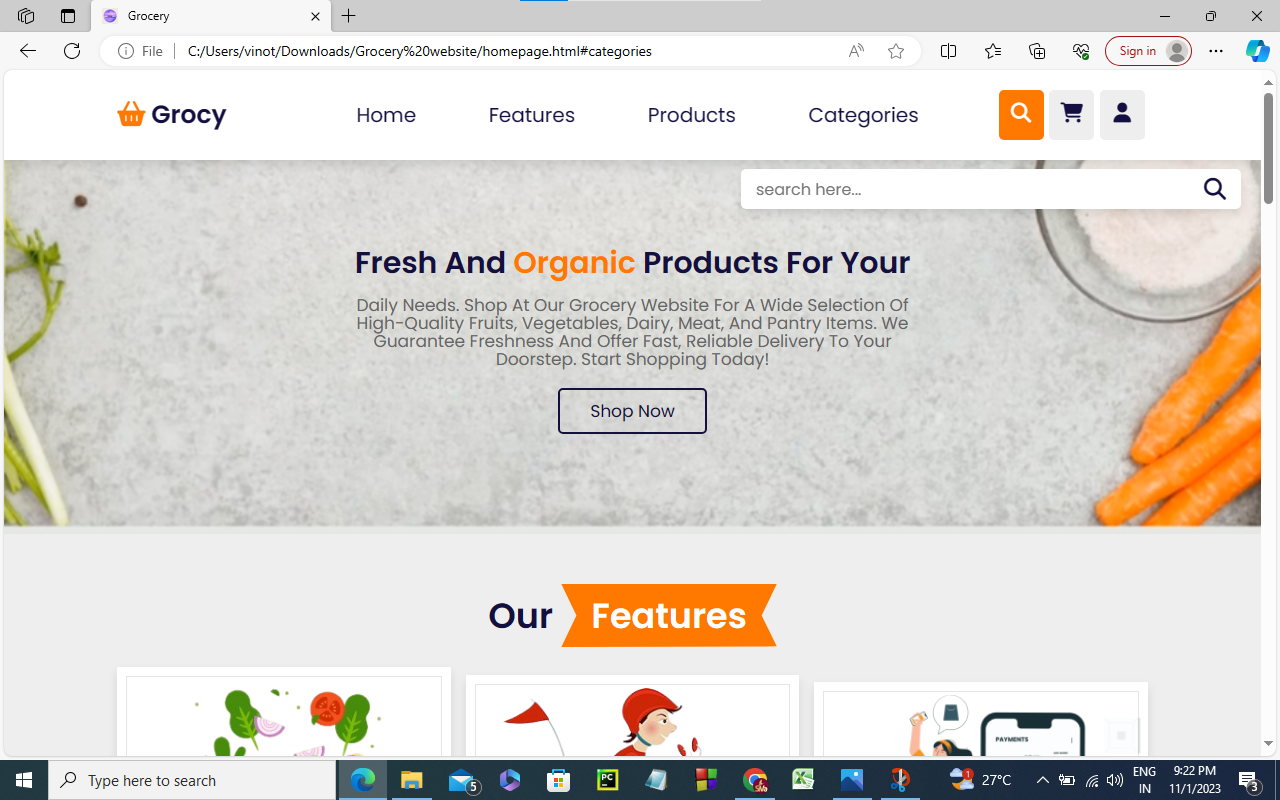 Grocery
File
C:/Users/vinot/Downloads/Grocery%20website/homepage.html#categories
Sign in
Grocy
Home
Features
Products
Categories
search here...
Fresh And Organic Products For Your
Daily Needs. Shop At Our Grocery Website For A Wide Selection Of
High-Quality Fruits, Vegetables, Dairy, Meat, And Pantry Items. We
Guarantee Freshness And Offer Fast, Reliable Delivery To Your
Doorstep. Start Shopping Today!
Shop Now
Our Features
PAYMENTS
Type here to search
5
PC
1
27°C
ENG
IN
9:22 PM
11/1/2023
3